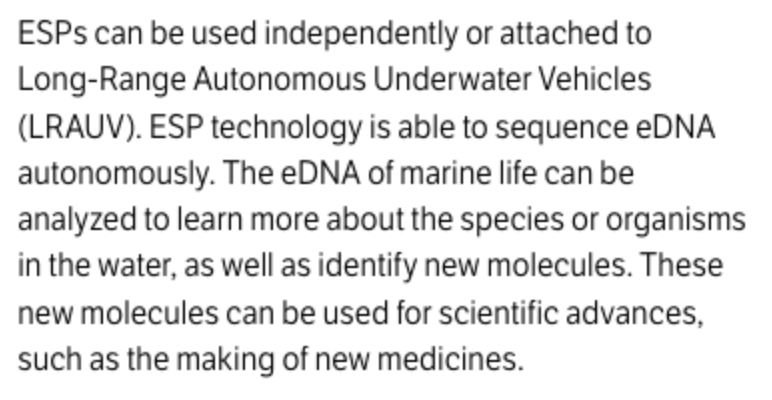 ESPs can be used independently or attached to
Long-Range Autonomous Underwater Vehicles
(LRAUV). ESP technology is able to sequence eDNA
autonomously. The eDNA of marine life can be
analyzed to learn more about the species or organisms
in the water, as well as identify new molecules. These
new molecules can be used for scientific advances,
such as the making of new medicines.